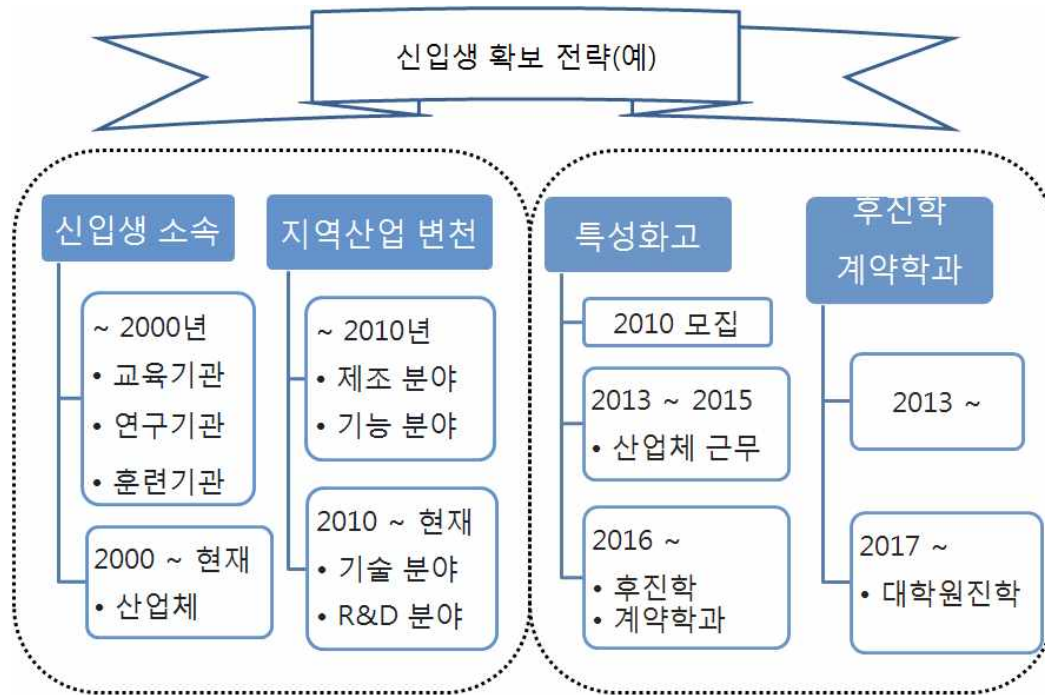 신입생 확보 전략(예)
신입생 소속
~ 2000년
• 교육기관
• 연구기관
• 훈련기관
2000 ~ 현재
• 산업체
지역산업 변천
~ 2010년
• 제조 분야
• 기능 분야
2010 ~ 현재
• 기술 분야
• R&D 분야
특성화고
2010 모집
2013 ~ 2015
• 산업체 근무
2016 ~
• 후진학
• 계약학과
후진학
계약학과
2013 ~
2017 ~
• 대학원진학